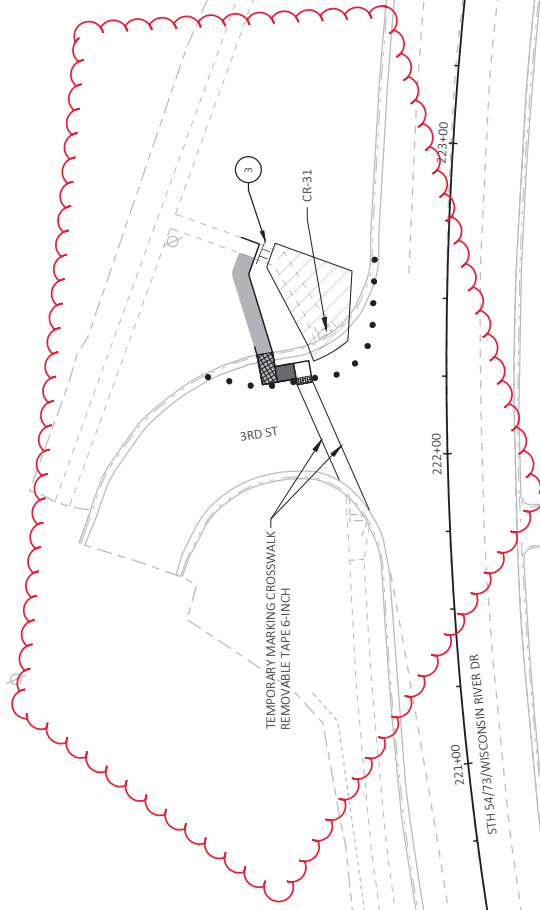 3
CR-31
223+00
3RD ST
222+00
TEMPORARY MARKING CROSSWALK
REMOVABLE TAPE 6-INCH
221+00
STH 54/73/WISCONSIN RIVER DR